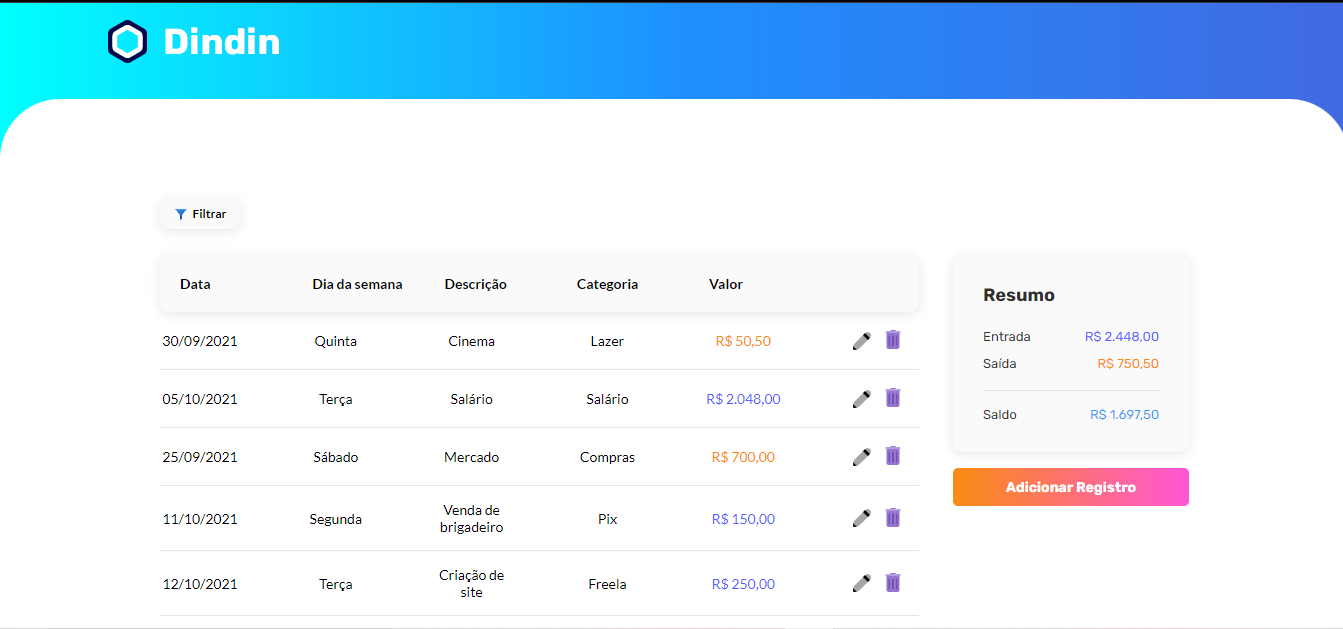 Dindin
Filtrar
Data Dia da semana Descrição Categoria Valor
30/09/2021 Quinta Cinema Lazer R$ 50,50
05/10/2021 Terça Salário Salário R$ 2.048,00
25/09/2021 Sábado Mercado Compras R$ 700,00
11/10/2021 Segunda Venda de
brigadeiro Pix R$ 150,00
12/10/2021 Terça Criação de
site Freela R$ 250,00
Resumo
Entrada R$ 2.448,00
Saída R$ 750,50
Saldo R$ 1.697,50
Adicionar Registro